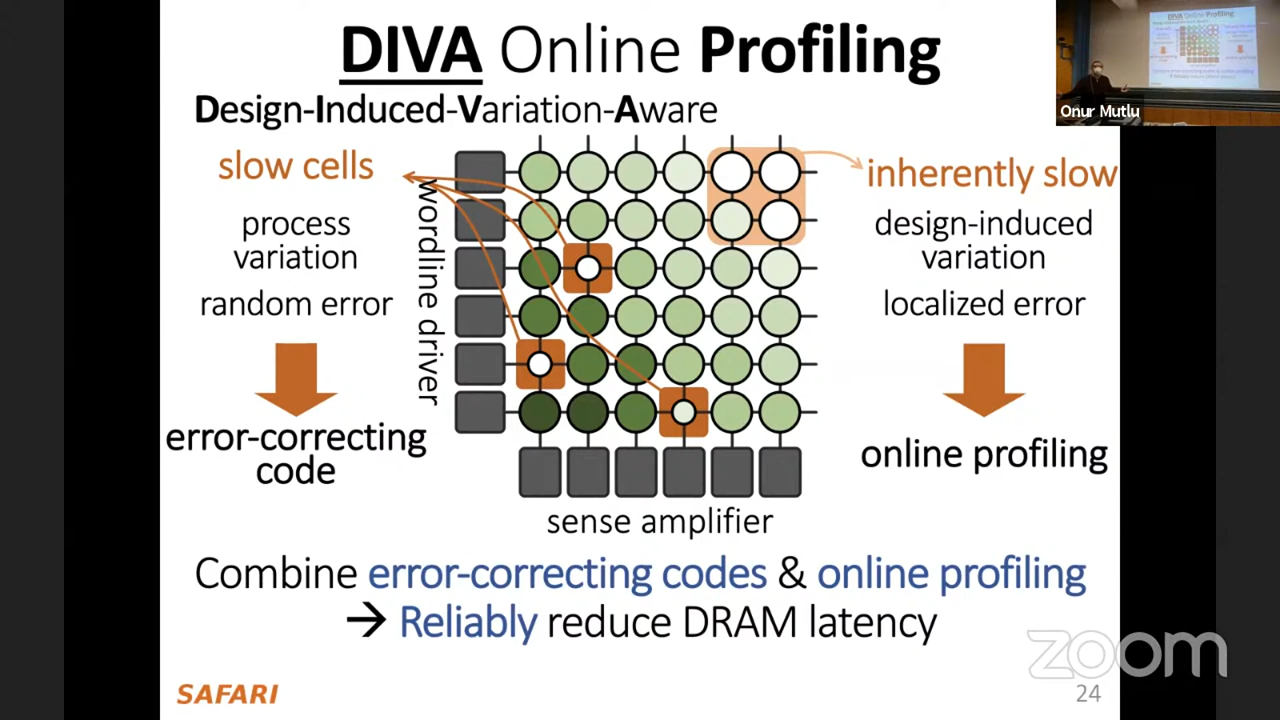 DIVA Online Profiling
Design-Induced-Variation-Aware
slow cells
process
variation
random error
error-correcting
code
wordline driver
sense amplifier
inherently slow
design-induced
variation
localized error
online profiling
Combine error-correcting codes & online profiling
→ Reliably reduce DRAM latency
SAFARI
24
zoom
Onur Mutlu